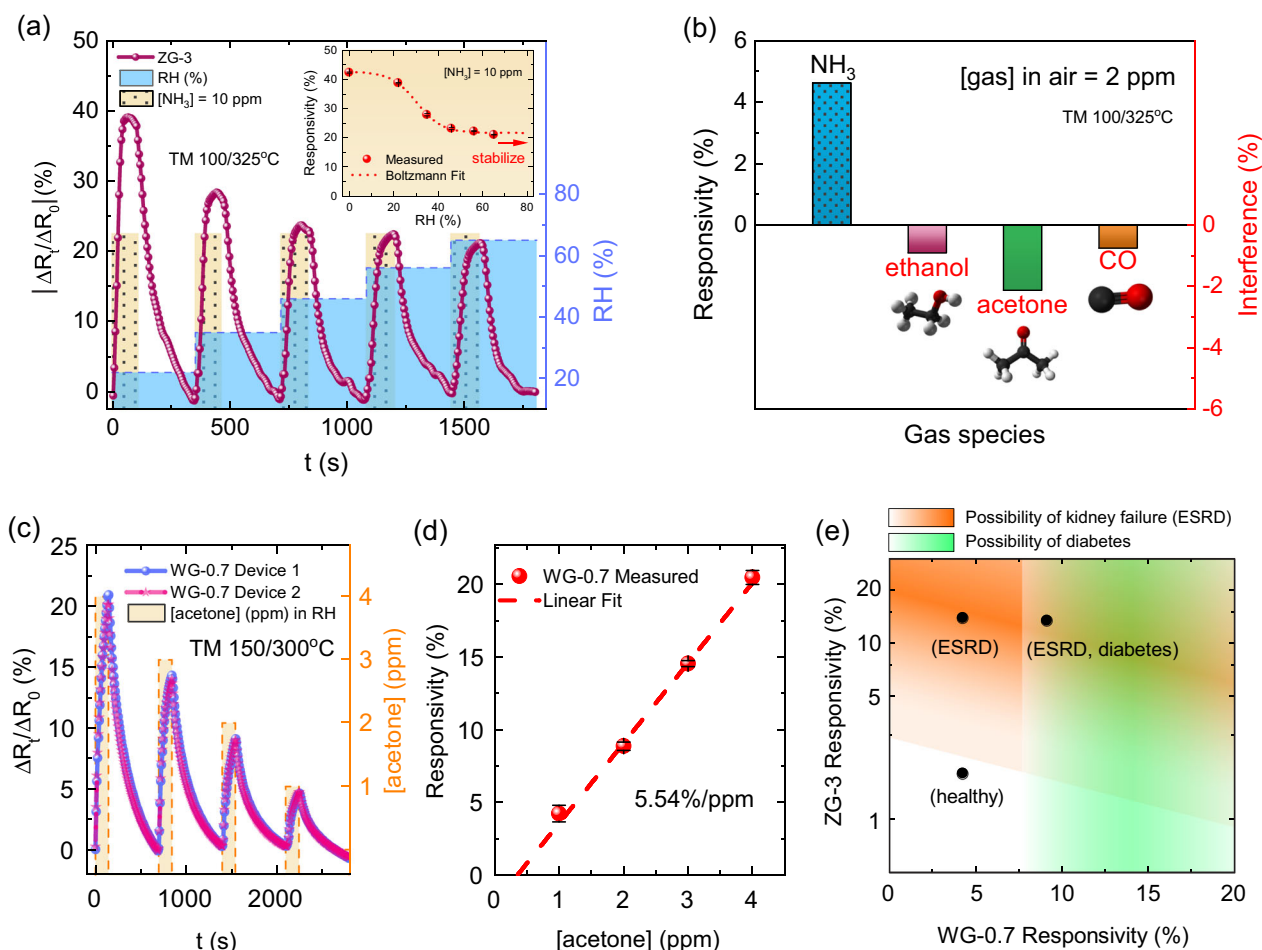 (a)
ZG-3
RH (%)
[NH3] = 10 ppm
TM 100/325°C
|ΔRt/ΔR0|(%)
50
40
30
20
10
0
0
500
1000
1500
t (s)
80
60
40
20
RH (%)
Responsivity (%)
50
40
30
20
10
0
[NH3] = 10 ppm
stabilize
Measured
Boltzmann Fit
0
20
40
60
80
RH (%)
(b)
Responsivity (%)
6
4
2
0
NH3
[gas] in air = 2 ppm
TM 100/325°C
ethanol
acetone
CO
0
-2
-4
-6
Interference (%)
Gas species
(c)
ΔRt/ΔR0 (%)
25
20
15
10
5
0
WG-0.7 Device 1
WG-0.7 Device 2
[acetone] (ppm) in RH
TM 150/300°C
4
3
2
1
[acetone] (ppm)
0
1000
2000
t (s)
(d)
Responsivity (%)
25
20
15
10
5
0
WG-0.7 Measured
Linear Fit
5.54%/ppm
0
1
2
3
4
[acetone] (ppm)
(e)
Possibility of kidney failure (ESRD)
Possibility of diabetes
ZG-3 Responsivity (%)
20
10
5
1
(ESRD)
(ESRD, diabetes)
(healthy)
0
5
10
15
20
WG-0.7 Responsivity (%)